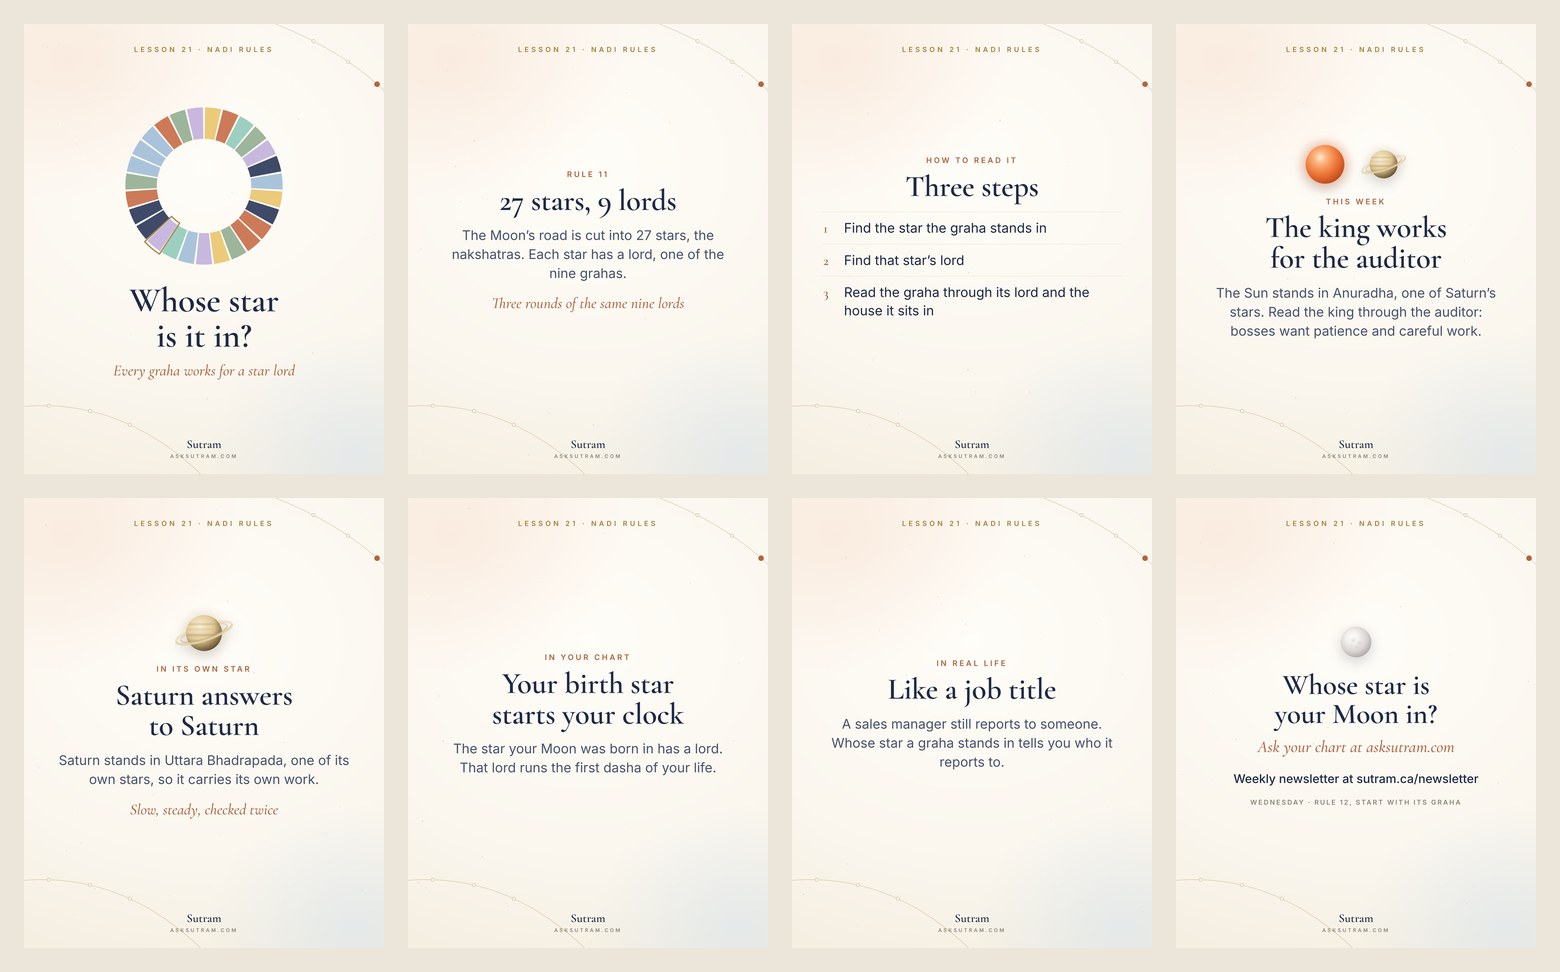 LESSON 21 · NADI RULES
Whose star
is it in?
Every graha works for a star lord
Sutram
ASKSUTRAM.COM
LESSON 21 · NADI RULES
RULE 11
27 stars, 9 lords
The Moon’s road is cut into 27 stars, the
nakshatras. Each star has a lord, one of the
nine grahas.
Three rounds of the same nine lords
Sutram
ASKSUTRAM.COM
LESSON 21 · NADI RULES
HOW TO READ IT
Three steps
1 Find the star the graha stands in
2 Find that star’s lord
3 Read the graha through its lord and the
house it sits in
Sutram
ASKSUTRAM.COM
LESSON 21 · NADI RULES
THIS WEEK
The king works
for the auditor
The Sun stands in Anuradha, one of Saturn’s
stars. Read the king through the auditor:
bosses want patience and careful work.
Sutram
ASKSUTRAM.COM
LESSON 21 · NADI RULES
IN ITS OWN STAR
Saturn answers
to Saturn
Saturn stands in Uttara Bhadrapada, one of its
own stars, so it carries its own work.
Slow, steady, checked twice
Sutram
ASKSUTRAM.COM
LESSON 21 · NADI RULES
IN YOUR CHART
Your birth star
starts your clock
The star your Moon was born in has a lord.
That lord runs the first dasha of your life.
Sutram
ASKSUTRAM.COM
LESSON 21 · NADI RULES
IN REAL LIFE
Like a job title
A sales manager still reports to someone.
Whose star a graha stands in tells you who it
reports to.
Sutram
ASKSUTRAM.COM
LESSON 21 · NADI RULES
Whose star is
your Moon in?
Ask your chart at asksutram.com
Weekly newsletter at sutram.ca/newsletter
WEDNESDAY · RULE 12, START WITH ITS GRAHA
Sutram
ASKSUTRAM.COM